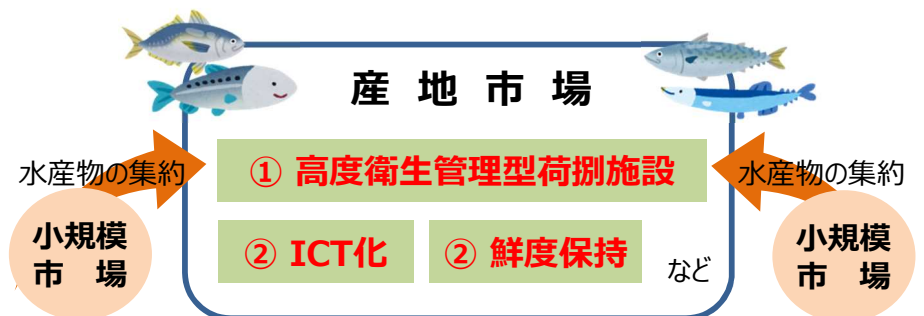 産 地 市 場
水産物の集約
① 高度衛生管理型荷捌施設
水産物の集約
小規模
市 場
② ICT化
② 鮮度保持
など
小規模
市 場